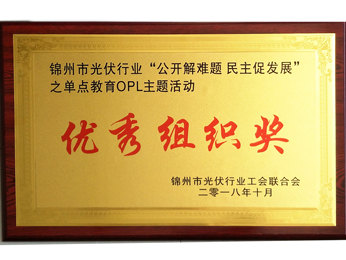 锦州市光伏行业“公开解难题 民主促发展”
之单点教育OPL主题活动
优秀组织奖
锦州市光伏行业工会联合会
二零一八年十月